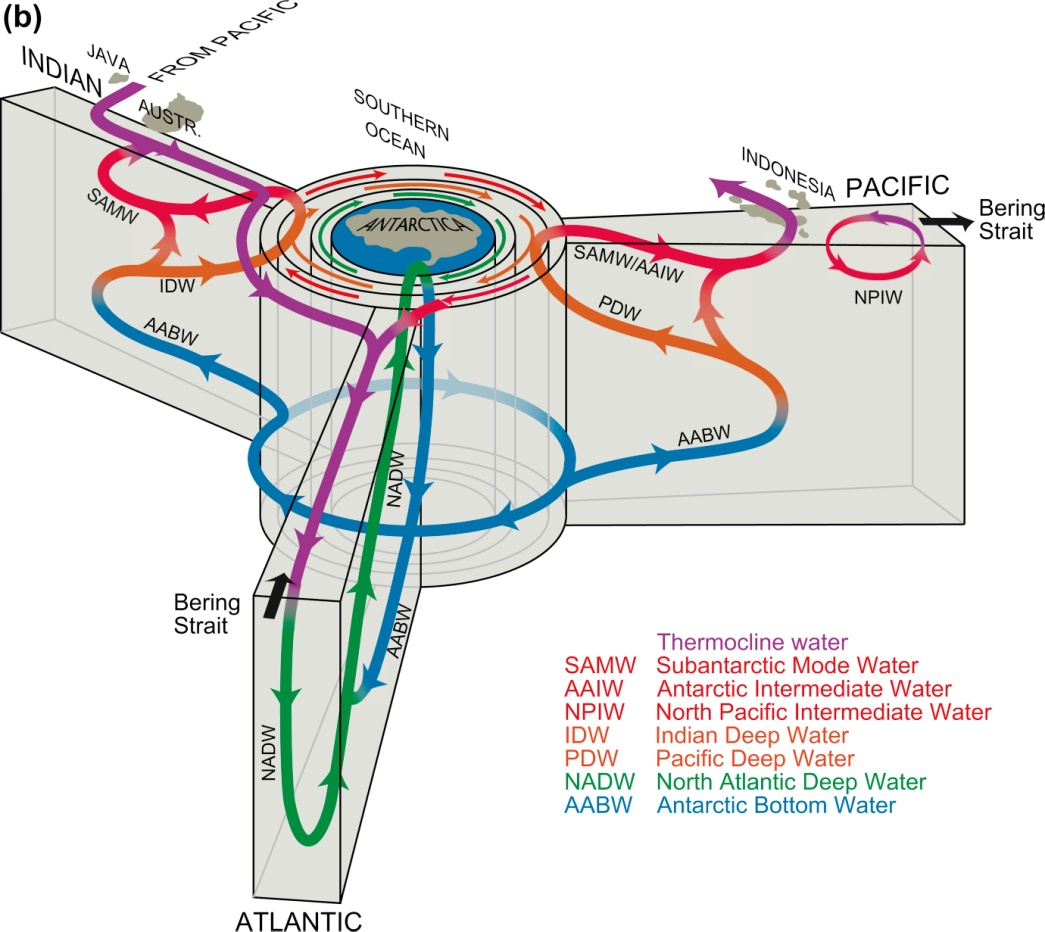 (b)
JAVA
FROM PACIFIC
INDIAN
AUSTR.
SOUTHERN
OCEAN
INDONESIA
PACIFIC
ANTARCTICA
SAMW
Bering
Strait
SAMW/AAIW
IDW
NPIW
PDW
AABW
AABW
NADW
Bering
Strait
AABW
NADW
ATLANTIC
Thermocline water
SAMW Subantarctic Mode Water
AAIW Antarctic Intermediate Water
NPIW North Pacific Intermediate Water
IDW Indian Deep Water
PDW Pacific Deep Water
NADW North Atlantic Deep Water
AABW Antarctic Bottom Water